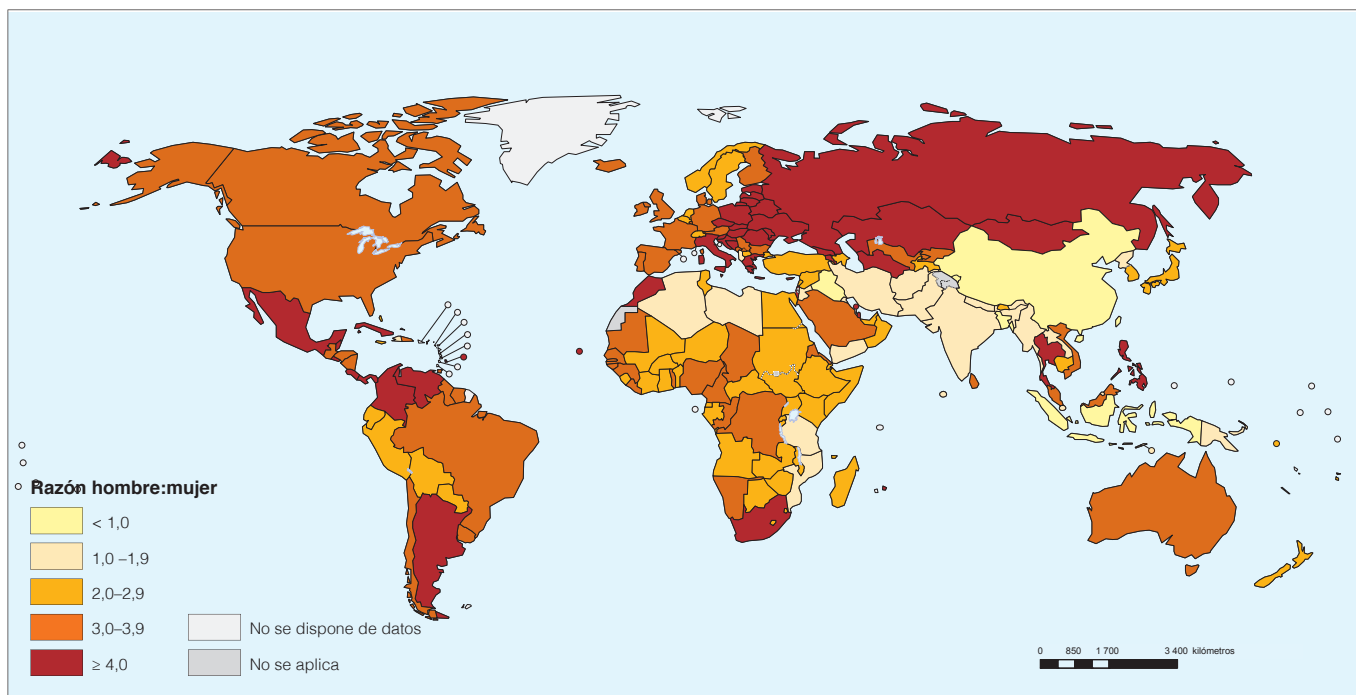 Razón hombre:mujer
< 1,0
1,0 –1,9
2,0–2,9
3,0–3,9
≥ 4,0
No se dispone de datos
No se aplica
0 850 1 700 3 400 kilómetros